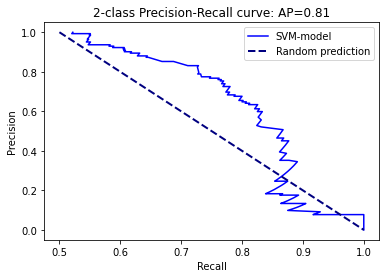 2-class Precision-Recall curve: AP=0.81
SVM-model
Random prediction
1.0
0.8
0.6
0.4
0.2
0.0
Precision
0.5
0.6
0.7
0.8
0.9
1.0
Recall